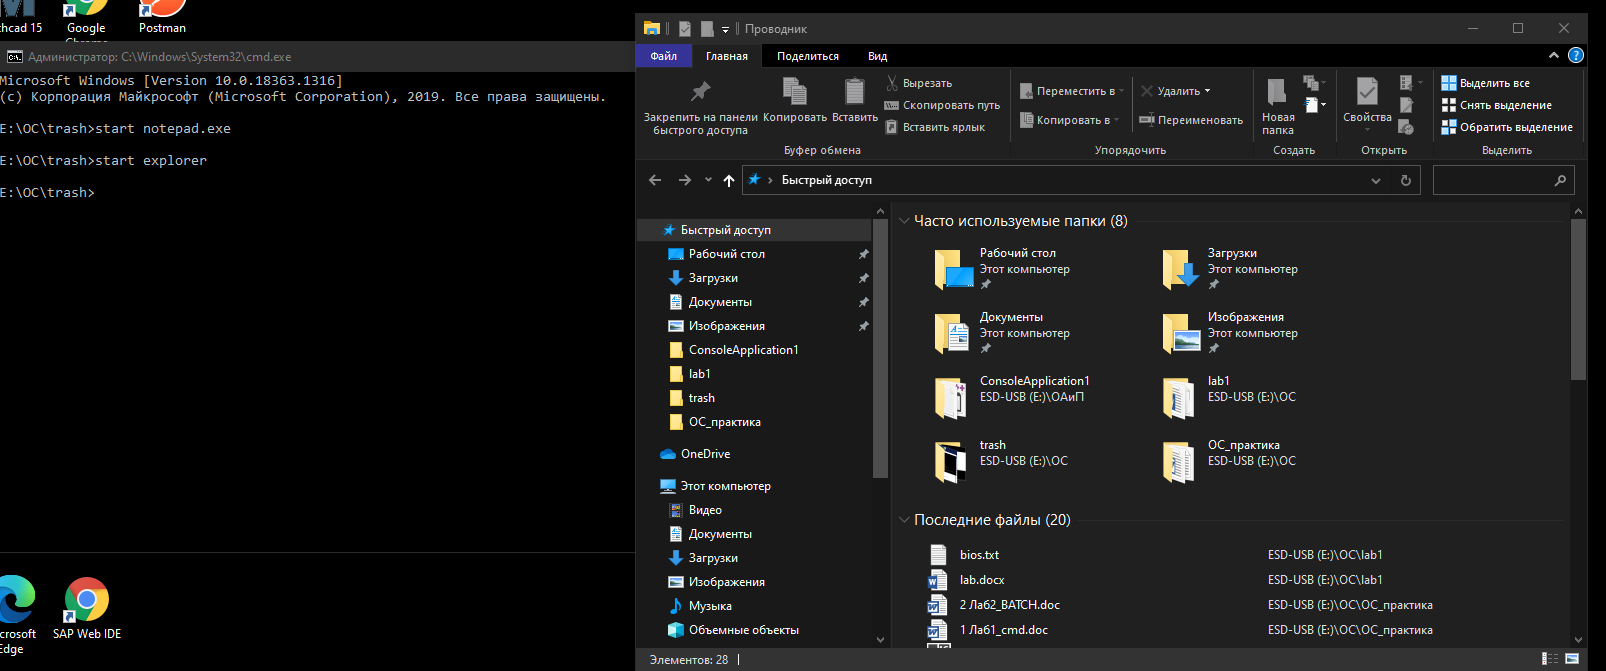 thcad 15
Google
Postman
Администратор: C:\Windows\System32\cmd.exe
Microsoft Windows [Version 10.0.18363.1316]
(c) Корпорация Майкрософт (Microsoft Corporation), 2019. Все права защищены.
E:\OC\trash>start notepad.exe
E:\OC\trash>start explorer
E:\OC\trash>
crosoft
Edge
SAP Web IDE
Проводник
Файл
Главная
Поделиться
Вид
Закрепить на панели
быстрого доступа
Копировать
Вставить
Вырезать
Скопировать путь
Вставить ярлык
Буфер обмена
Переместить в
Копировать в
Удалить
Переименовать
Упорядочить
Новая
папка
Создать
Свойства
Открыть
Выделить все
Снять выделение
Обратить выделение
Выделить
Быстрый доступ
Быстрый доступ
Рабочий стол
Загрузки
Документы
Изображения
ConsoleApplication1
lab1
trash
ОС_практика
OneDrive
Этот компьютер
Видео
Документы
Загрузки
Изображения
Музыка
Объемные объекты
Часто используемые папки (8)
Рабочий стол
Этот компьютер
Загрузки
Этот компьютер
Документы
Этот компьютер
Изображения
Этот компьютер
ConsoleApplication1
ESD-USB (E:)\ОАиП
lab1
ESD-USB (E:)\ОС
trash
ESD-USB (E:)\ОС
ОС_практика
ESD-USB (E:)\ОС
Последние файлы (20)
bios.txt ESD-USB (E:)\ОС\lab1
lab.docx ESD-USB (E:)\ОС\lab1
2 Лаб2_BATCH.doc ESD-USB (E:)\ОС\ОС_практика
1 Лаб1_cmd.doc ESD-USB (E:)\ОС\ОС_практика
Элементов: 28